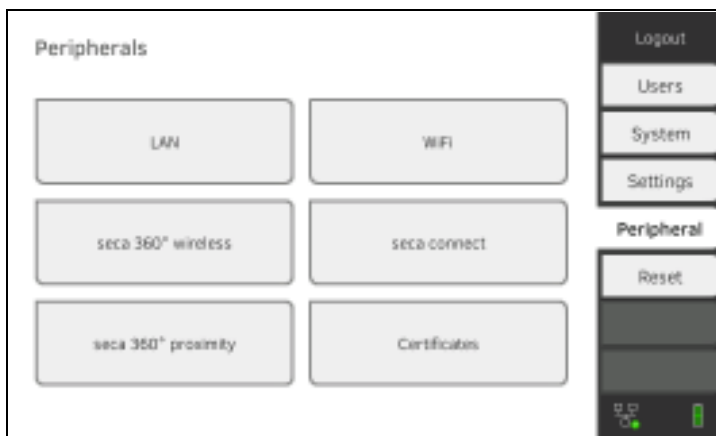 Peripherals
LAN
WiFi
seca 360° wireless
seca connect
seca 360° proximity
Certificates
Logout
Users
System
Settings
Peripheral
Reset